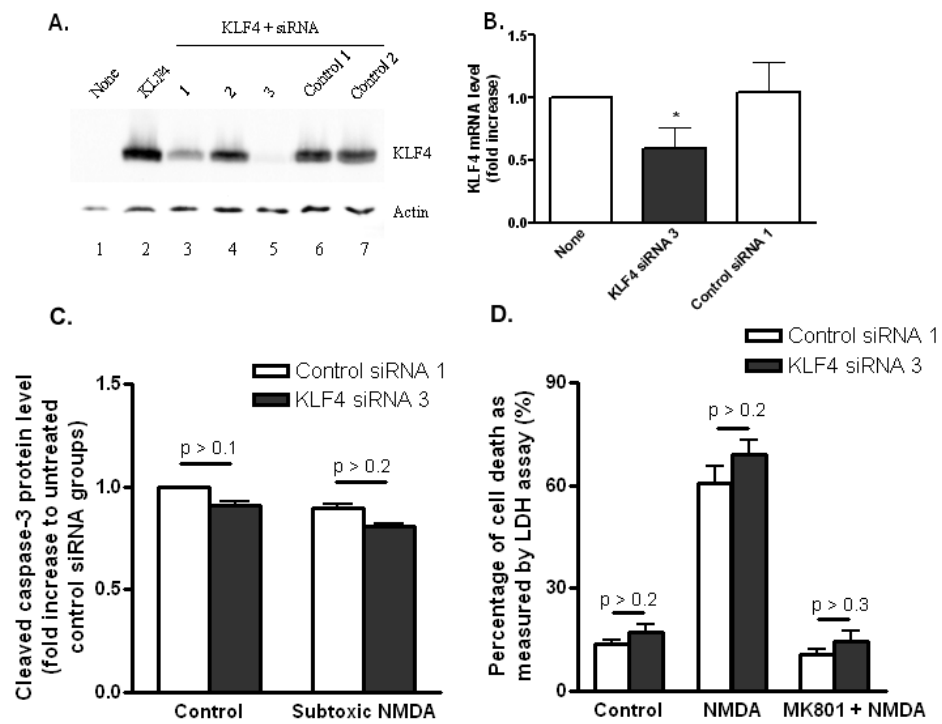 A.
KLF4 + siRNA
None KLF4 1 2 3 Control 1 Control 2
KLF4
Actin
1 2 3 4 5 6 7
B.
KLF4 mRNA level
(fold increase)
1.5
1.0
0.5
0.0
*
None KLF4 siRNA 3 Control siRNA 1
C.
Control siRNA 1
KLF4 siRNA 3
Cleaved caspase-3 protein level
(fold increase to untreated
control siRNA groups)
1.5
1.0
0.5
0.0
p > 0.1
p > 0.2
Control Subtoxic NMDA
D.
Control siRNA 1
KLF4 siRNA 3
Percentage of cell death as
measured by LDH assay (%)
90
60
30
0
p > 0.2
p > 0.2
p > 0.3
Control NMDA MK801 + NMDA